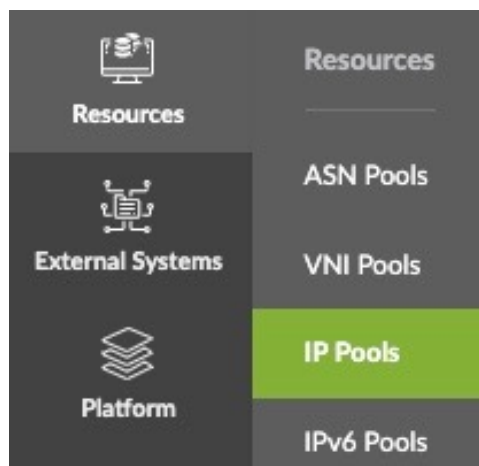 Resources
External Systems
Platform
Resources
ASN Pools
VNI Pools
IP Pools
IPv6 Pools